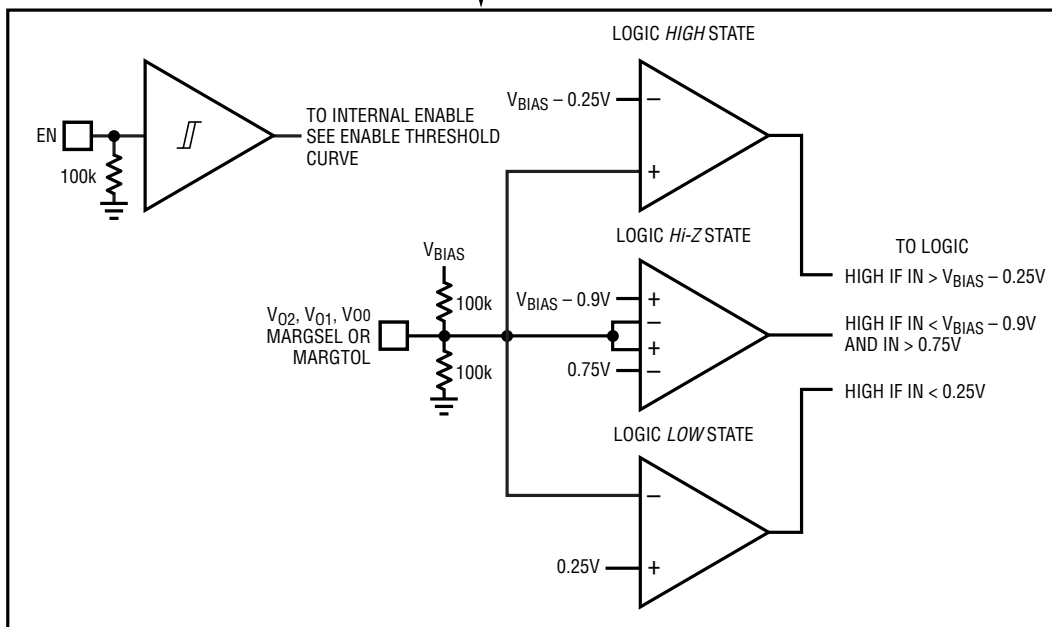 LOGIC HIGH STATE
VBIAS – 0.25V
–
+
EN
100k
TO INTERNAL ENABLE
SEE ENABLE THRESHOLD
CURVE
LOGIC Hi-Z STATE
VBIAS
100k
VBIAS – 0.9V
+
–
+
–
0.75V
VO2, VO1, VO0
MARGSEL OR
MARGTOL
100k
TO LOGIC
HIGH IF IN > VBIAS – 0.25V
HIGH IF IN < VBIAS – 0.9V
AND IN > 0.75V
HIGH IF IN < 0.25V
LOGIC LOW STATE
–
0.25V
+